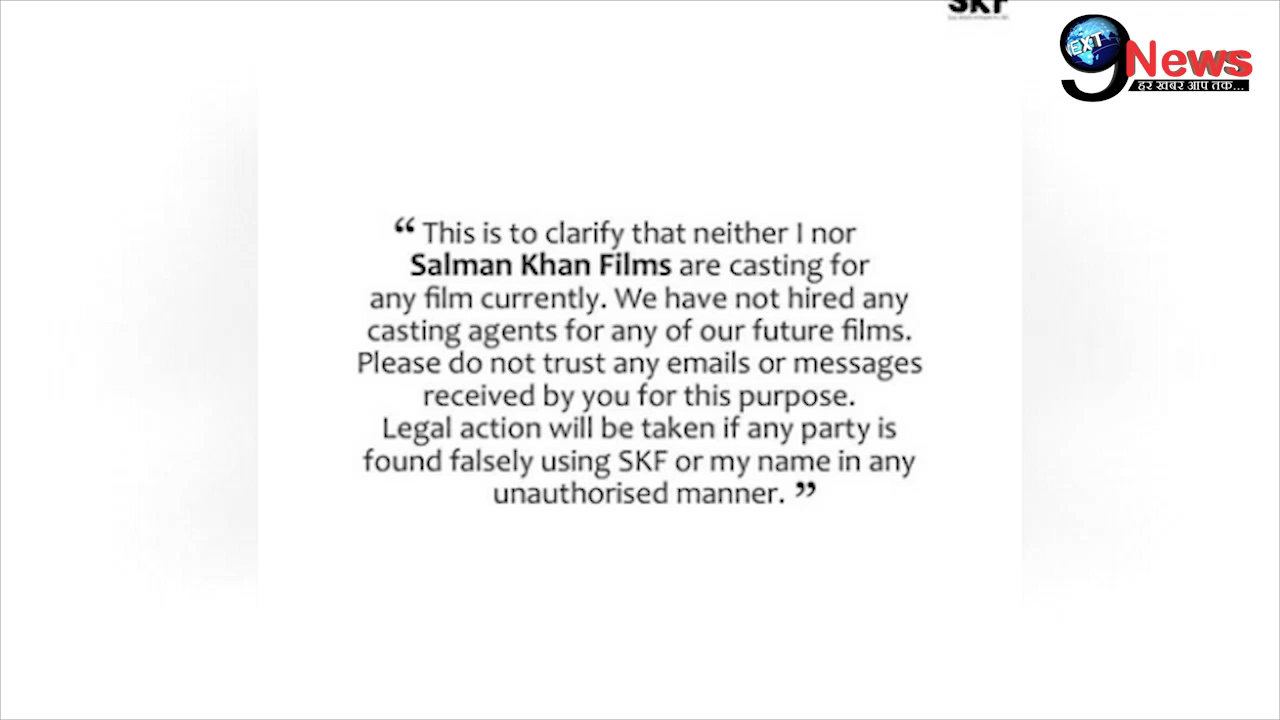 SKF
EXT
9 News
हर खबर आप तक...
“ This is to clarify that neither I nor
Salman Khan Films are casting for
any film currently. We have not hired any
casting agents for any of our future films.
Please do not trust any emails or messages
received by you for this purpose.
Legal action will be taken if any party is
found falsely using SKF or my name in any
unauthorised manner. ”